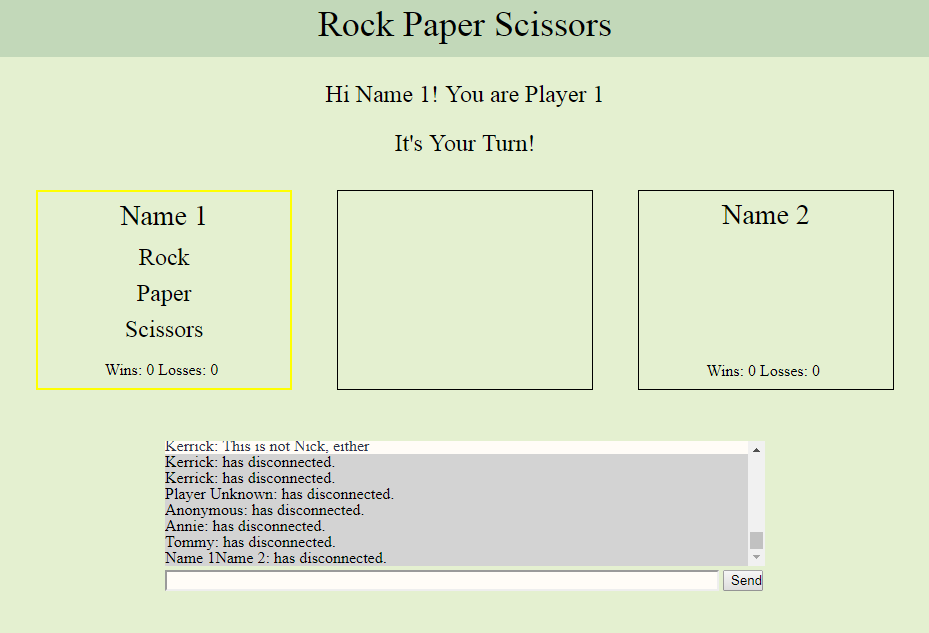 Rock Paper Scissors
Hi Name 1! You are Player 1
It's Your Turn!
Name 1
Rock
Paper
Scissors
Wins: 0 Losses: 0
Name 2
Wins: 0 Losses: 0
Kerrick: This is not Nick, either
Kerrick: has disconnected.
Kerrick: has disconnected.
Player Unknown: has disconnected.
Anonymous: has disconnected.
Annie: has disconnected.
Tommy: has disconnected.
Name 1Name 2: has disconnected.
Send